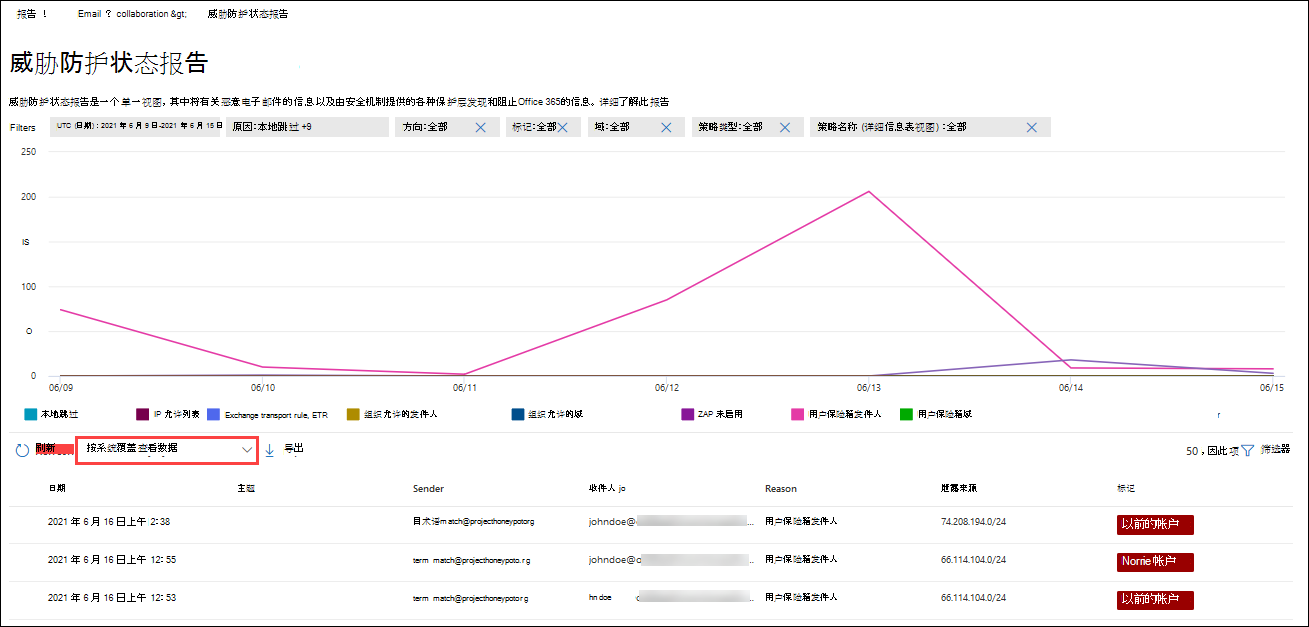 报告 !  Email ? collaboration &gt;  威胁防护状态报告
威胁防护状态报告
威胁防护状态报告是一个单一视图，其中将有关恶意电子邮件的信息以及由安全机制提供的各种保护层发现和阻止Office 365的信息。详细了解此报告
Filters  UTC (日期)：2021 年 6 月 9 日-2021 年 6 月 15 日  原因:本地跳过 +9  方向:全部  标记:全部  域:全部  策略类型:全部  策略名称 (详细信息表视图) :全部
250
200
IS
100
O
0
06/09  06/10  06/11  06/12  06/13  06/14  06/15
本地跳过  IP 允许列表  Exchange transport rule, ETR  组织允许的发件人  组织允许的域  ZAP 未启用  用户保险箱发件人  用户保险箱域  r
刷新  按系统覆盖查看数据  导出  50 ，因此项  筛选器
日期  主题  Sender  收件人 jo  Reason  泄露来源  标记
2021 年 6 月 16 日上午 2: 38  目术语match@projecthoneypotorg  johndoe@  ...  用户保险箱发件人  74.208.194.0/24  以前的帐户
2021 年 6 月 16 日上午 12: 55  term match@projecthoneypoto.r g  johndoe@o  ...  用户保险箱发件人  66.114.104.0/24  Norrie 帐户
2021 年 6 月 16 日上午 12: 53  term match@projecthoneypoto rg  hn doe  ...  用户保险箱发件人  66.114.104.0/24  以前的帐户